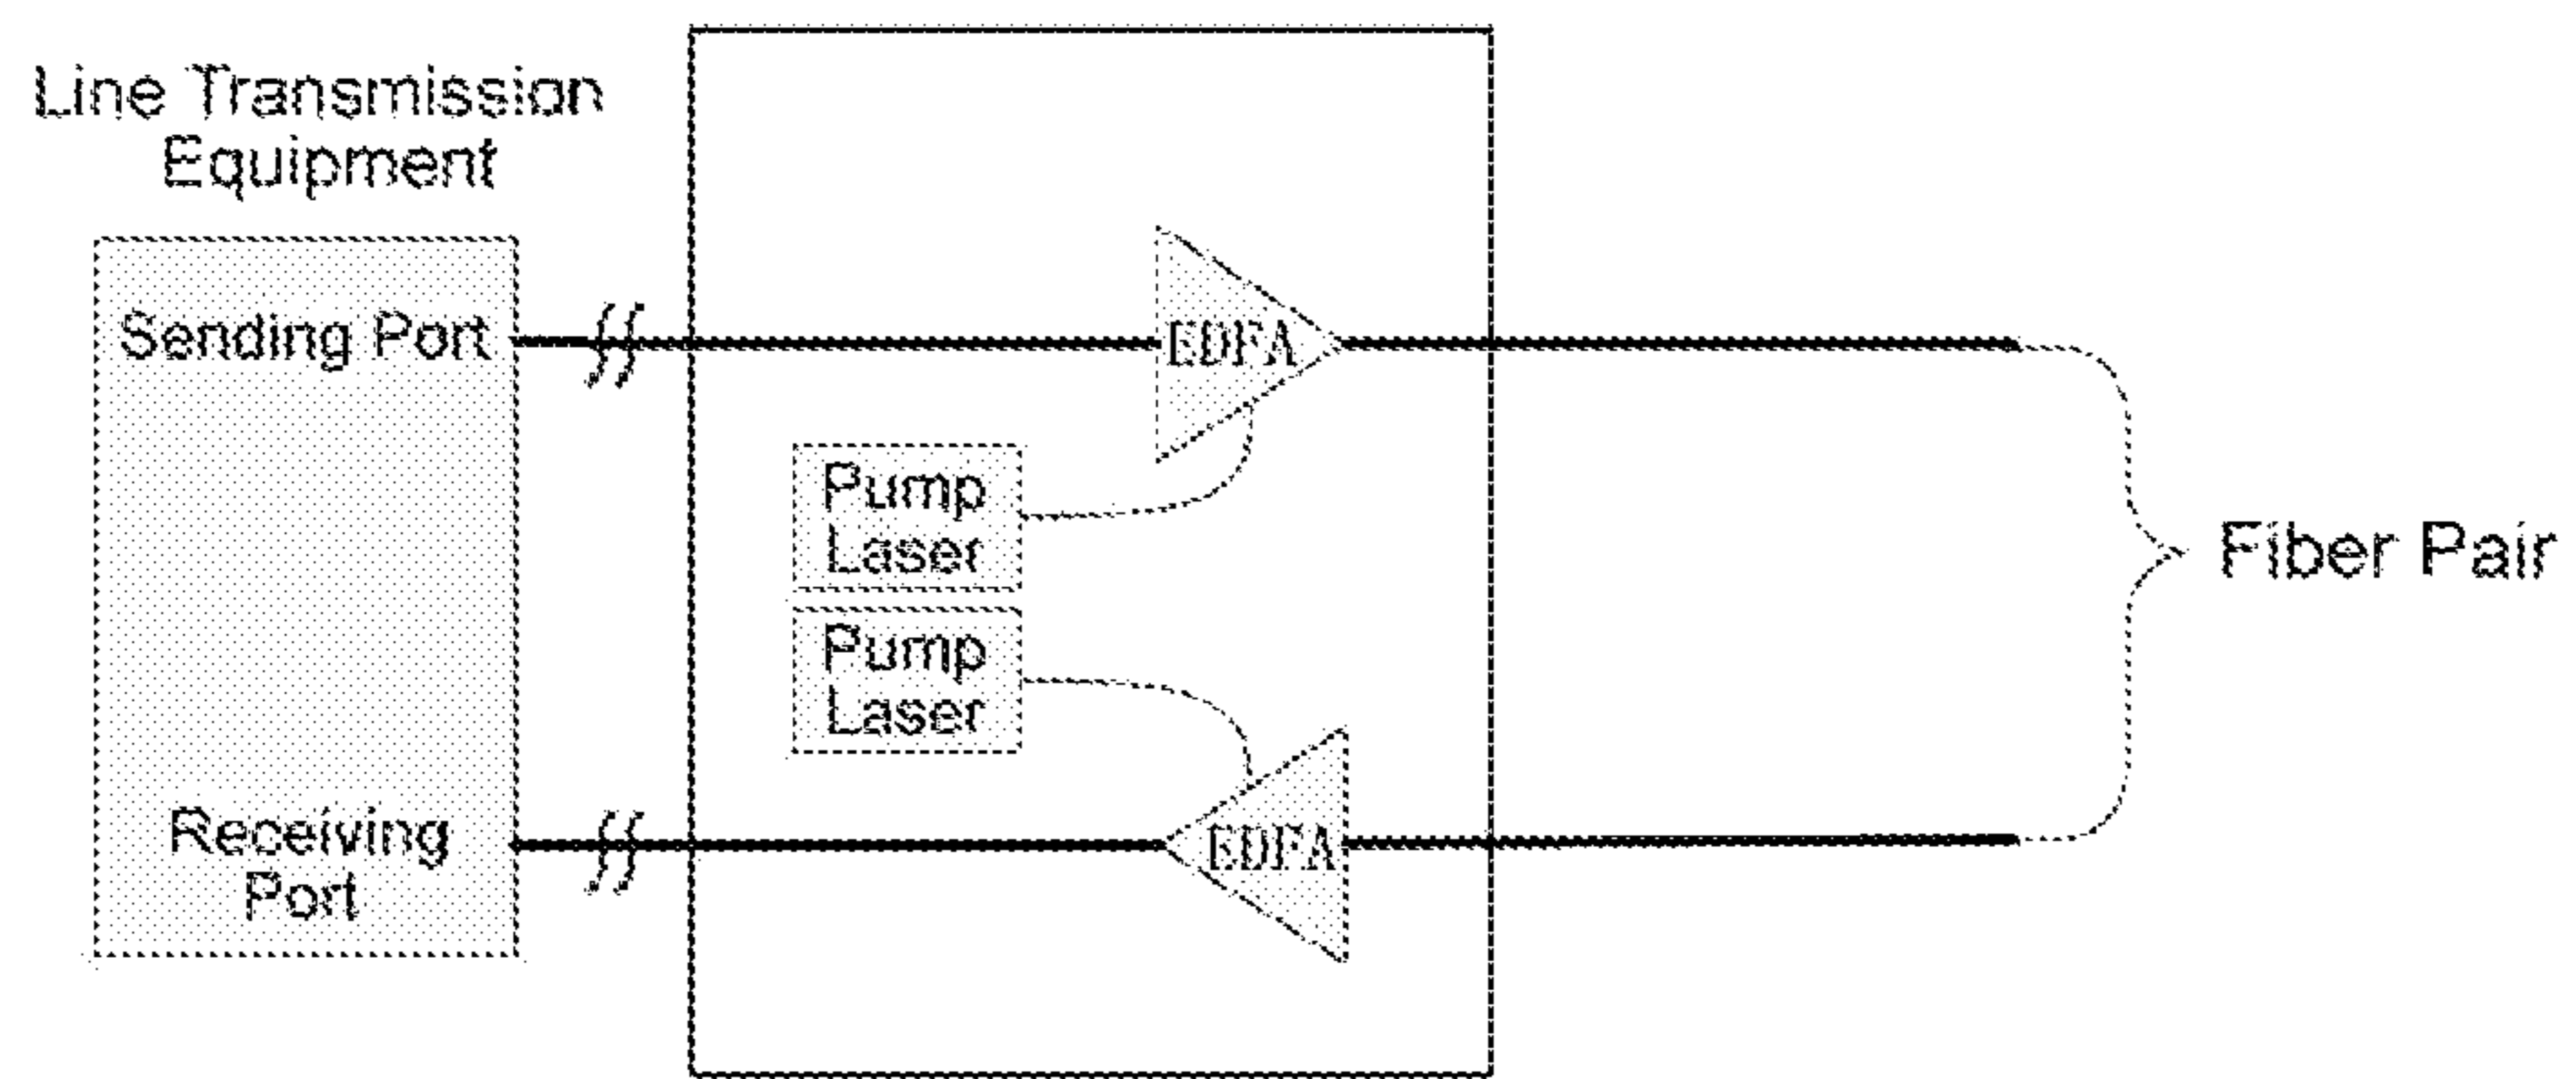 Line Transmission
Equipment
Sending Port
EDFA
Pump
Laser
Fiber Pair
Pump
Laser
Receiving
Port
EDFA